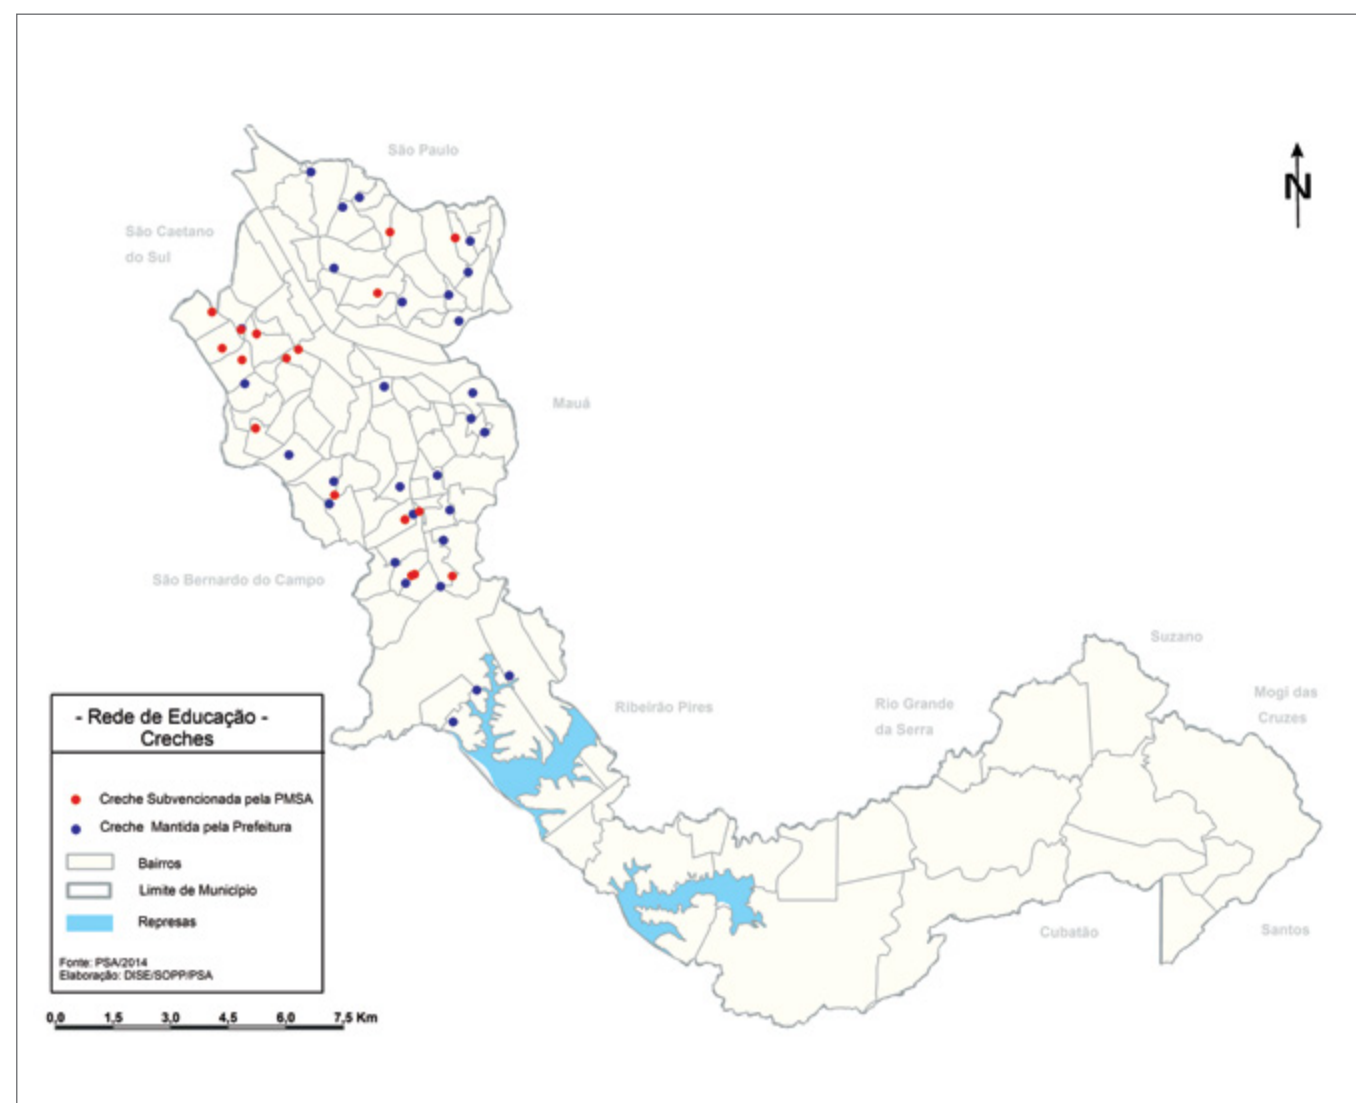 São Paulo
N
São Caetano
do Sul
Mauá
São Bernardo do Campo
Suzano
Mogi das
Cruzes
Ribeirão Pires
Rio Grande
da Serra
- Rede de Educação -
Creches
Creche Subvencionada pela PMSA
Creche Mantida pela Prefeitura
Bairros
Limite de Município
Represas
Cubatão
Santos
Fonte: PSA/2014
Elaboração: DISE/SOPP/PSA
0,0 1,5 3,0 4,5 6,0 7,5 Km